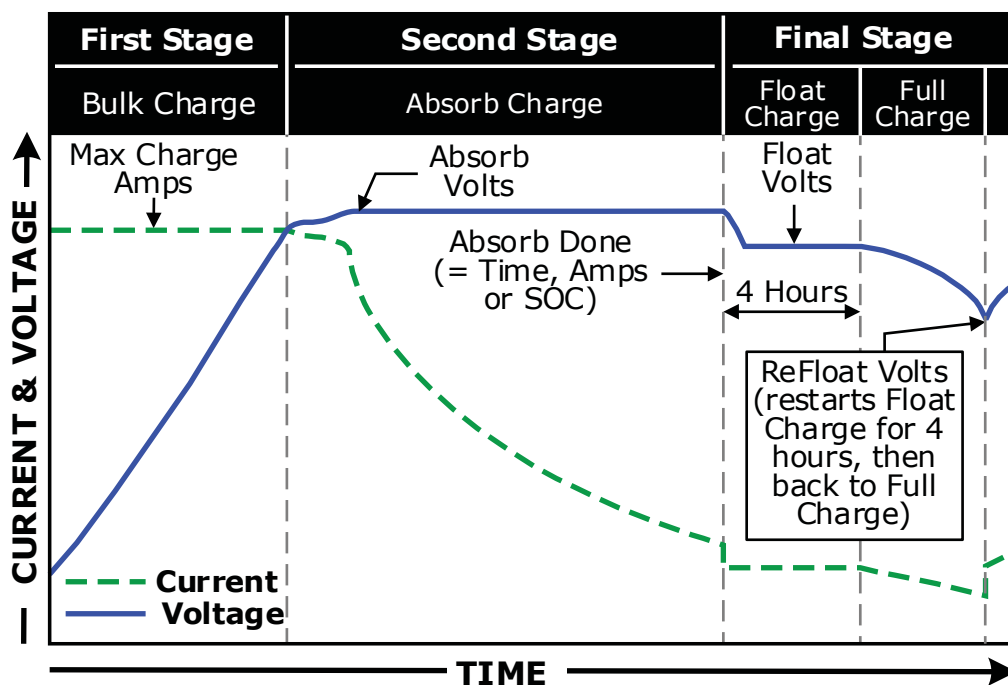 First Stage
Second Stage
Final Stage
Bulk Charge
Absorb Charge
Float
Charge
Full
Charge
Max Charge
Amps
Absorb
Volts
Float
Volts
Absorb Done
(= Time, Amps
or SOC)
4 Hours
ReFloat Volts
(restarts Float
Charge for 4
hours, then
back to Full
Charge)
Current
Voltage
CURRENT & VOLTAGE
TIME